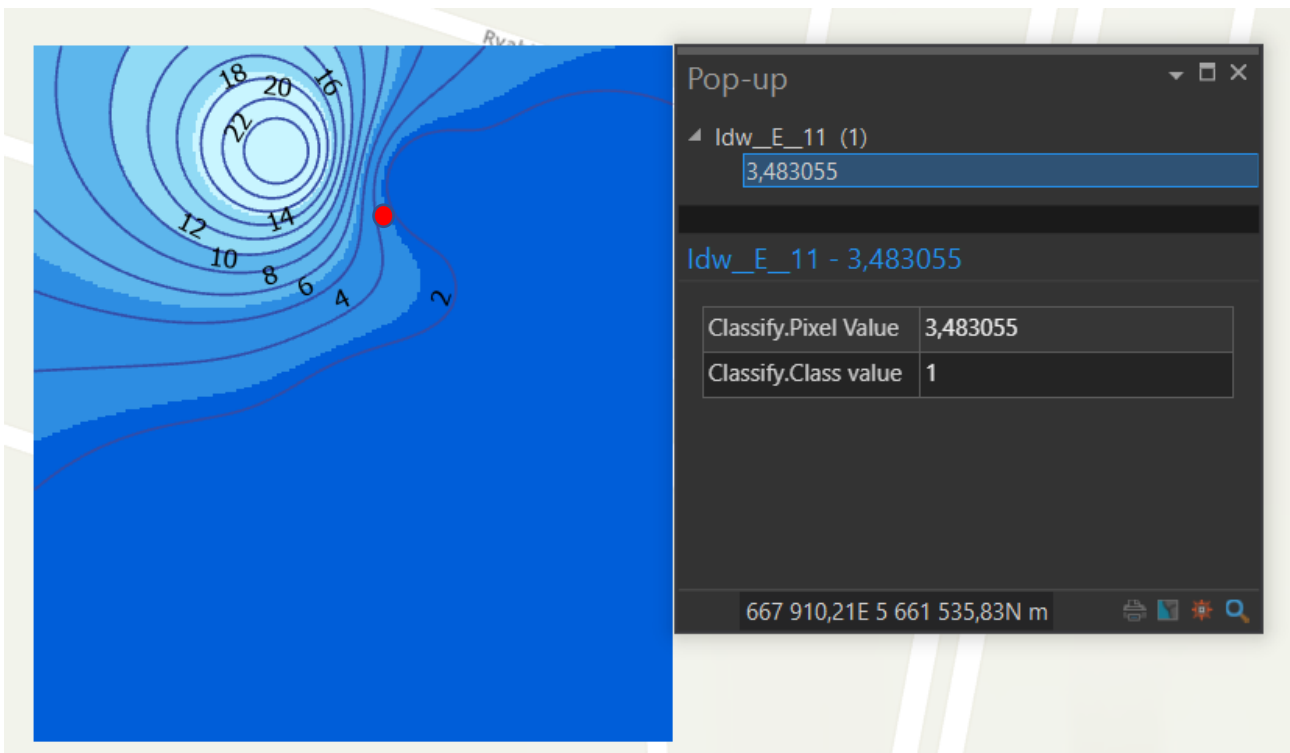 18
20
16
22
12
14
10
8
6
4
2
Pop-up
Idw__E__11 (1)
3,483055
Idw__E__11 - 3,483055
Classify.Pixel Value 3,483055
Classify.Class value 1
667 910,21E 5 661 535,83N m